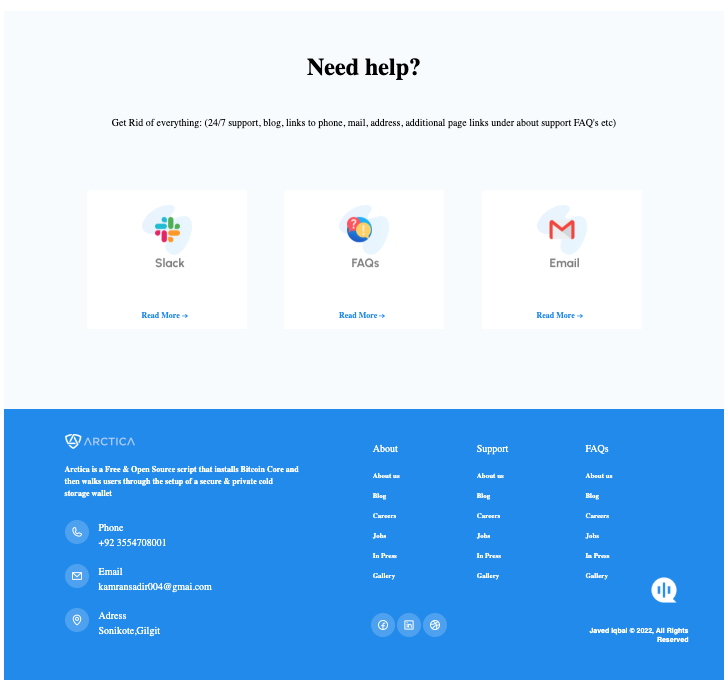 Need help?
Get Rid of everything: (24/7 support, blog, links to phone, mail, address, additional page links under about support FAQ's etc)
Slack
Read More →
FAQs
Read More →
Email
Read More →
ARCTICA
Arctica is a Free & Open Source script that installs Bitcoin Core and
then walks users through the setup of a secure & private cold
storage wallet
Phone
+92 3554708001
Email
kamransadir004@gmai.com
Adress
Sonikote,Gilgit
About
About us
Blog
Careers
Jobs
In Press
Gallery
Support
About us
Blog
Careers
Jobs
In Press
Gallery
FAQs
About us
Blog
Careers
Jobs
In Press
Gallery
Javed Iqbal © 2022, All Rights
Reserved